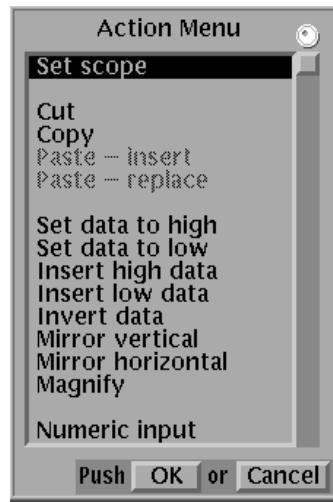 Action Menu
Set scope
Cut
Copy
Paste – insert
Paste – replace
Set data to high
Set data to low
Insert high data
Insert low data
Invert data
Mirror vertical
Mirror horizontal
Magnify
Numeric input
Push OK or Cancel